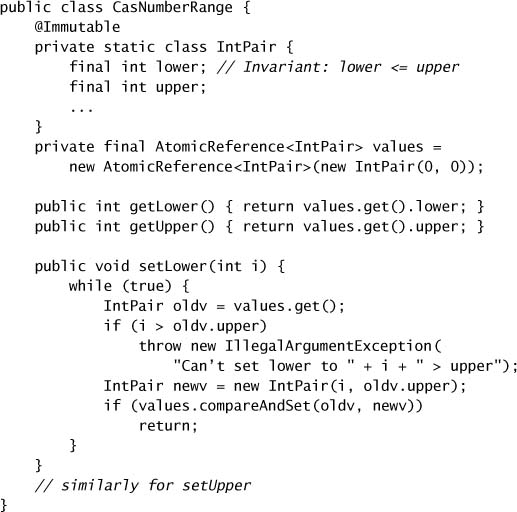 public class CasNumberRange {
@Immutable
private static class IntPair {
final int lower; // Invariant: lower <= upper
final int upper;
...
}
private final AtomicReference<IntPair> values =
new AtomicReference<IntPair>(new IntPair(0, 0));
public int getLower() { return values.get().lower; }
public int getUpper() { return values.get().upper; }
public void setLower(int i) {
while (true) {
IntPair oldv = values.get();
if (i > oldv.upper)
throw new IllegalArgumentException(
"Can't set lower to " + i + " > upper");
IntPair newv = new IntPair(i, oldv.upper);
if (values.compareAndSet(oldv, newv))
return;
}
}
// similarly for setUpper
}